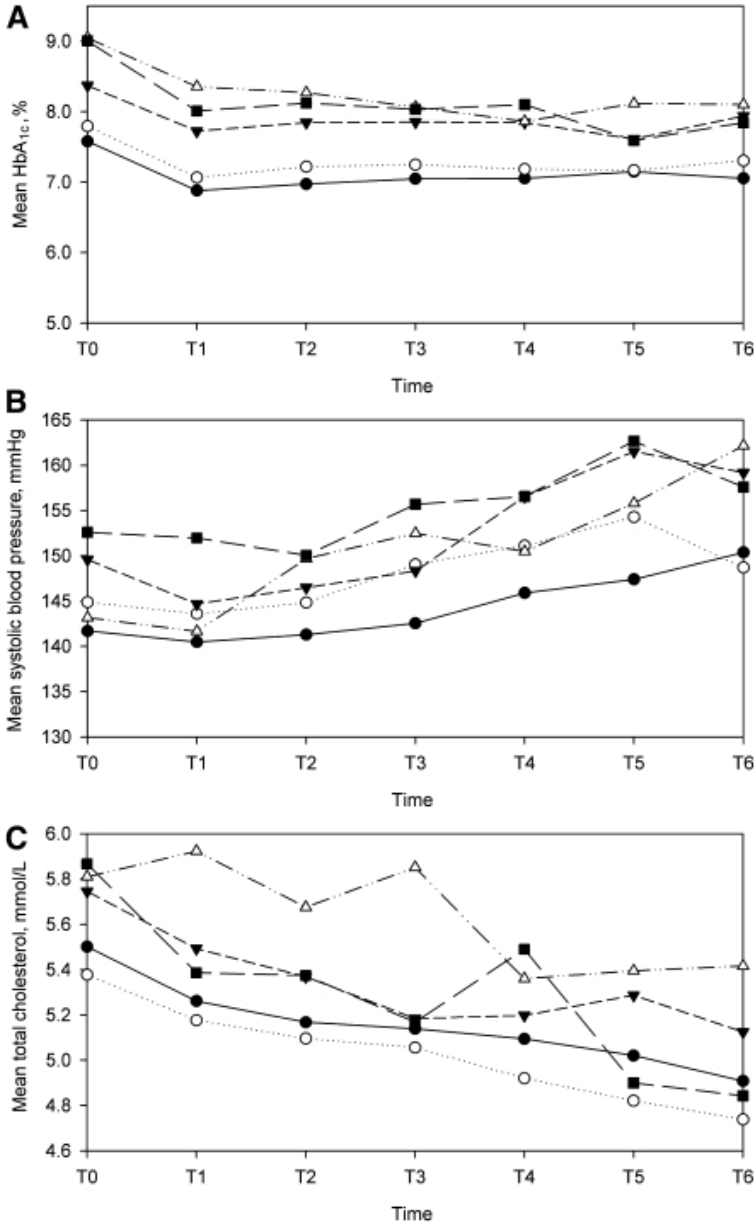 A
9.0
8.0
7.0
6.0
5.0
Mean HbA1c, %
T0 T1 T2 T3 T4 T5 T6
Time
B
165
160
155
150
145
140
135
130
Mean systolic blood pressure, mmHg
T0 T1 T2 T3 T4 T5 T6
Time
C
6.0
5.8
5.6
5.4
5.2
5.0
4.8
4.6
Mean total cholesterol, mmol/L
T0 T1 T2 T3 T4 T5 T6
Time